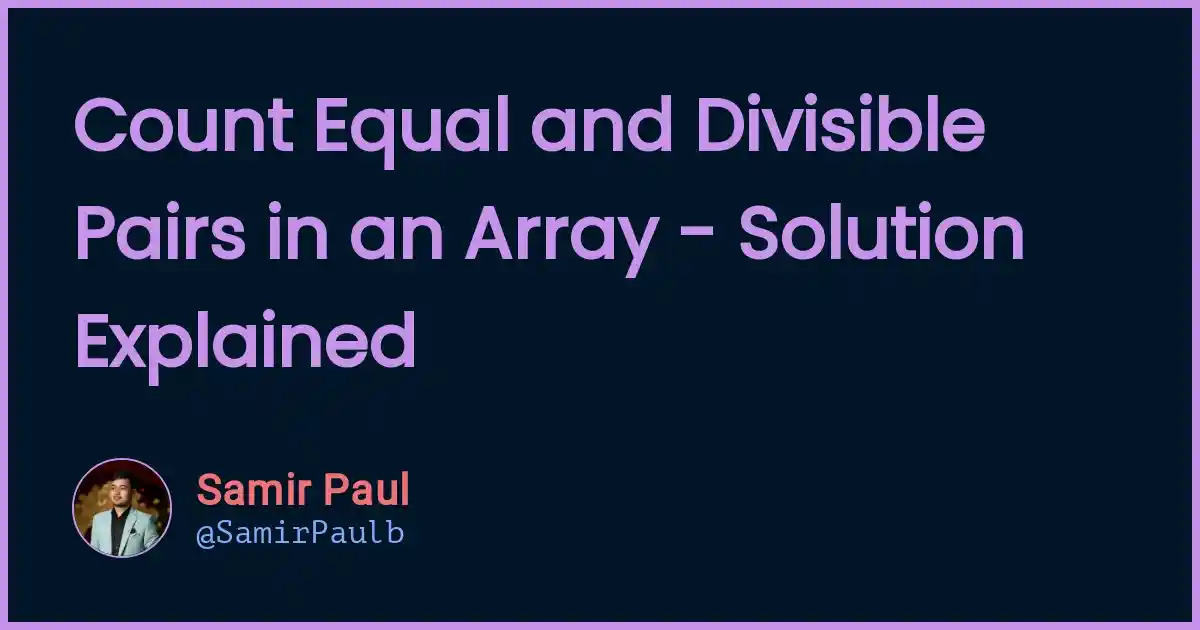 Count Equal and Divisible
Pairs in an Array - Solution
Explained
Samir Paul
@SamirPaulb